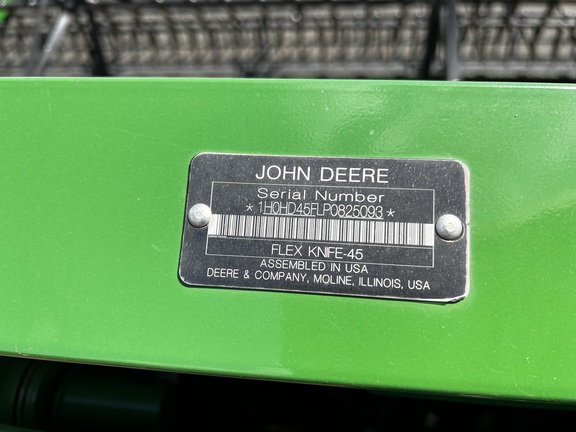 JOHN DEERE
Serial Number
*1H0HD45FLP0825093*
FLEX KNIFE-45
ASSEMBLED IN USA
DEERE & COMPANY, MOLINE, ILLINOIS, USA